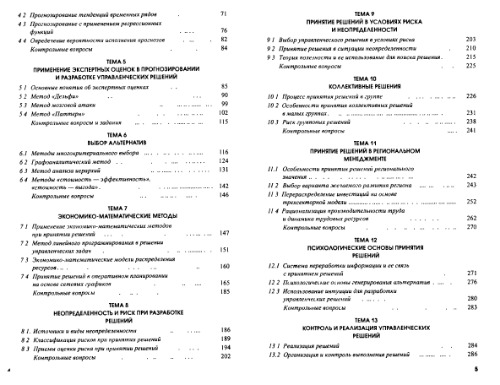 4 2 Прогнозирование тенденций временных рядов 71
4 3 Прогнозирование с применением регрессионных
функций 76
4 4 Определение вероятности исполнения прогнозов 82
Контрольные вопросы 84
ТЕМА 5
ПРИМЕНЕНИЕ ЭКСПЕРТНЫХ ОЦЕНОК В ПРОГНОЗИРОВАНИИ
И РАЗРАБОТКЕ УПРАВЛЕНЧЕСКИХ РЕШЕНИЙ
5 1 Основные понятия об экспертных оценках 85
5 2 Метод «Дельфи» 90
5 3 Метод мозговой атаки 99
5 4 Метод «Паттерн» 102
Контрольные вопросы и задания 115
ТЕМА 6
ВЫБОР АЛЬТЕРНАТИВ
6.1 Методы многокритериального выбора 116
6.2 Графоаналитический метод 124
6.3 Метод анализа иерархий 131
6.4 Методы «стоимость — эффективность»,
«стоимость — выгода» 142
Контрольные вопросы 146
ТЕМА 7
ЭКОНОМИКО-МАТЕМАТИЧЕСКИЕ МЕТОДЫ
7.1 Применение экономико-математических методов
при принятии решений 147
7.2 Метод линейного программирования в решении
управленческих задач 151
7.3 Экономико-математические модели распределения
ресурсов 160
7.4 Принятие решений в оперативном планировании
на основе сетевых графиков 165
Контрольные вопросы 185
ТЕМА 8
НЕОПРЕДЕЛЕННОСТЬ И РИСК ПРИ РАЗРАБОТКЕ
РЕШЕНИЙ
8 1 Источники и виды неопределенности 186
8 2 Классификация рисков при принятии решений 189
8 3 Приемы оценки риска при принятии решений 194
Контрольные вопросы 202
4
ТЕМА 9
ПРИНЯТИЕ РЕШЕНИЙ В УСЛОВИЯХ РИСКА
И НЕОПРЕДЕЛЕННОСТИ
9 1 Выбор управленческого решения в условиях риска 203
9 2 Принятие решения в ситуации неопределенности 210
9 3 Теория полезности и ее использование для поиска решения 221
Контрольные вопросы 225
ТЕМА 10
КОЛЛЕКТИВНЫЕ РЕШЕНИЯ
10 1 Процесс принятия решений в группе 226
10 2 Особенности принятия коллективных решений
в малых группах 231
10 3 Риск групповых решений 238
Контрольные вопросы 241
ТЕМА 11
ПРИНЯТИЕ РЕШЕНИЙ В РЕГИОНАЛЬНОМ
МЕНЕДЖМЕНТЕ
11.1 Особенности принятия решений регионального
значения 242
11.2 Выбор варианта желаемого развития региона
11.3 Перераспределение инвестиций на основе
262
11.4 Рационализация производительности труда
и динамики трудовых ресурсов
Контрольные вопросы 270
ТЕМА 12
ПСИХОЛОГИЧЕСКИЕ ОСНОВЫ ПРИНЯТИЯ
РЕШЕНИЙ
12.1 Система переработки информации и ее связь
с принятием решений 271
12.2 Психологические основы генерирования альтернатив 276
12.3 Использование интуиции для разработки
управленческих решений 280
Контрольные вопросы 283
ТЕМА 13
КОНТРОЛЬ И РЕАЛИЗАЦИЯ УПРАВЛЕНЧЕСКИХ
РЕШЕНИЙ
13.1 Реализация решений 284
13.2 Организация и контроль выполнения решений 286
5